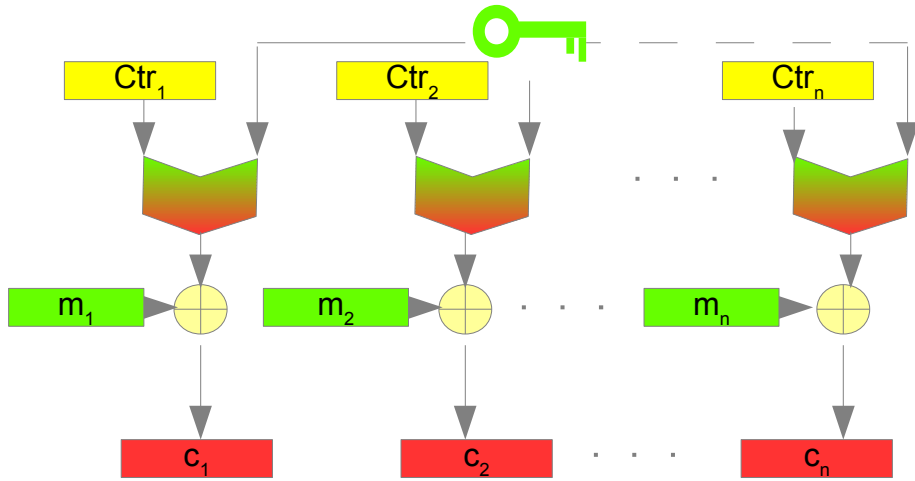 Ctr1 Ctr2 Ctrn
. . .
m1 m2 . . . mn
c1 c2 . . . cn